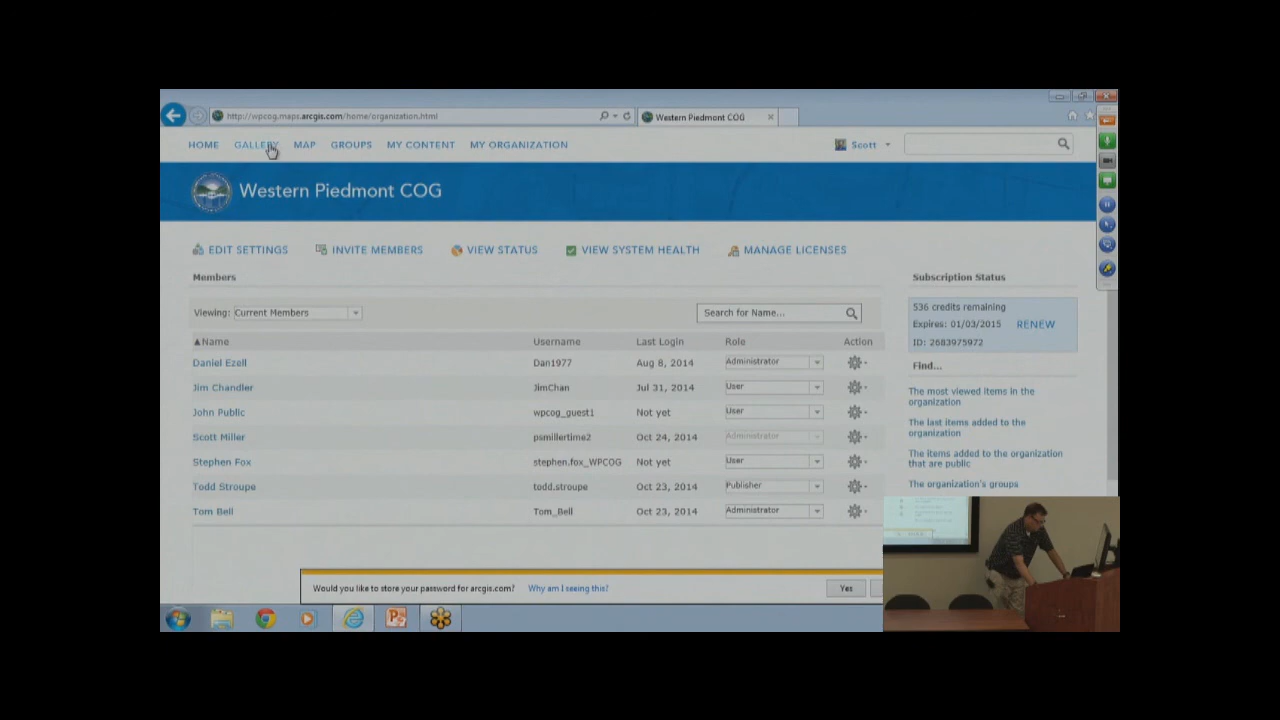 http://wpcog.maps.arcgis.com/home/organization.html
Western Piedmont COG
HOME GALLERY MAP GROUPS MY CONTENT MY ORGANIZATION
Scott
Western Piedmont COG
EDIT SETTINGS INVITE MEMBERS VIEW STATUS VIEW SYSTEM HEALTH MANAGE LICENSES
Members
Subscription Status
Viewing: Current Members
Search for Name...
536 credits remaining
Expires: 01/03/2015 RENEW
ID: 2683975972
Name Username Last Login Role Action
Daniel Ezell Dan1977 Aug 8, 2014 Administrator
Jim Chandler JimChan Jul 31, 2014 User
John Public wpcog_guest1 Not yet User
Scott Miller psmillertime2 Oct 24, 2014 Administrator
Stephen Fox stephen.fox_WPCOG Not yet User
Todd Stroupe todd.stroupe Oct 23, 2014 Publisher
Tom Bell Tom_Bell Oct 23, 2014 Administrator
Find...
The most viewed items in the
organization
The last items added to the
organization
The items added to the organization
that are public
The organization's groups
Would you like to store your password for arcgis.com? Why am I seeing this?
Yes